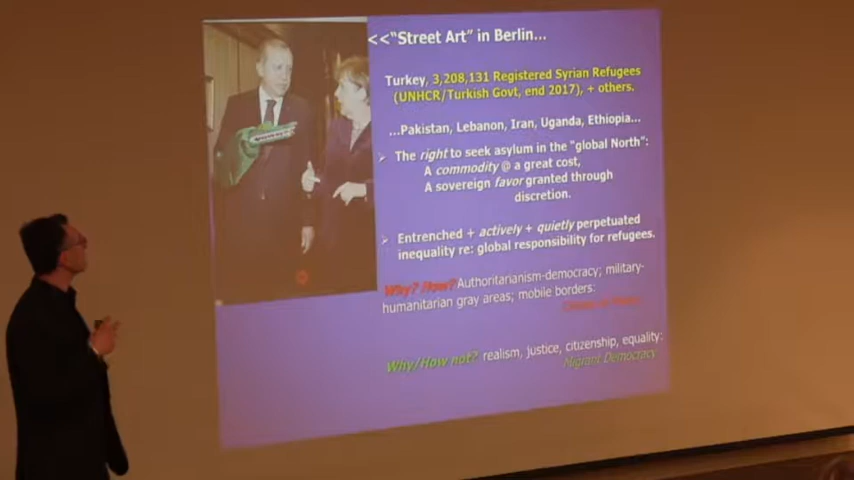 <<"Street Art" in Berlin...
Turkey, 3,208,131 Registered Syrian Refugees
(UNHCR/Turkish Govt, end 2017), + others.
...Pakistan, Lebanon, Iran, Uganda, Ethiopia...
➢ The right to seek asylum in the "global North":
A commodity @ a great cost,
A sovereign favor granted through
discretion.
➢ Entrenched + actively + quietly perpetuated
inequality re: global responsibility for refugees.
Why? How? Authoritarianism-democracy; military-
humanitarian gray areas; mobile borders:
Why/How not? realism, justice, citizenship, equality:
Migrant Democracy